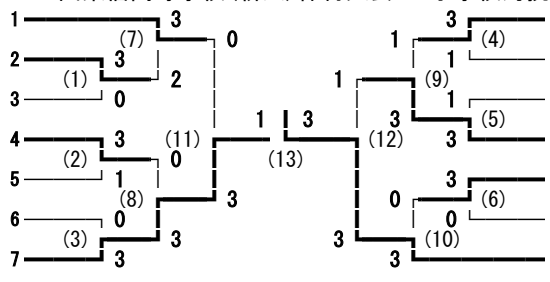 1 3 3
(7) 0 1 (4)
2 3 1
(1) 2 1 (9)
3 0 1
1 3 3 (5)
4 3 (11) (12) 3
(2) 0 (13)
5 1 3
(8) 3 0 (6)
6 0 0
(3) 3 3 (10)
7 3 3